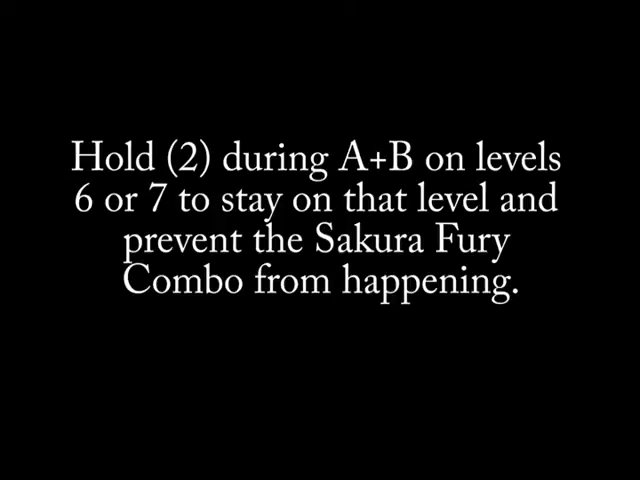 Hold (2) during A+B on levels
6 or 7 to stay on that level and
prevent the Sakura Fury
Combo from happening.